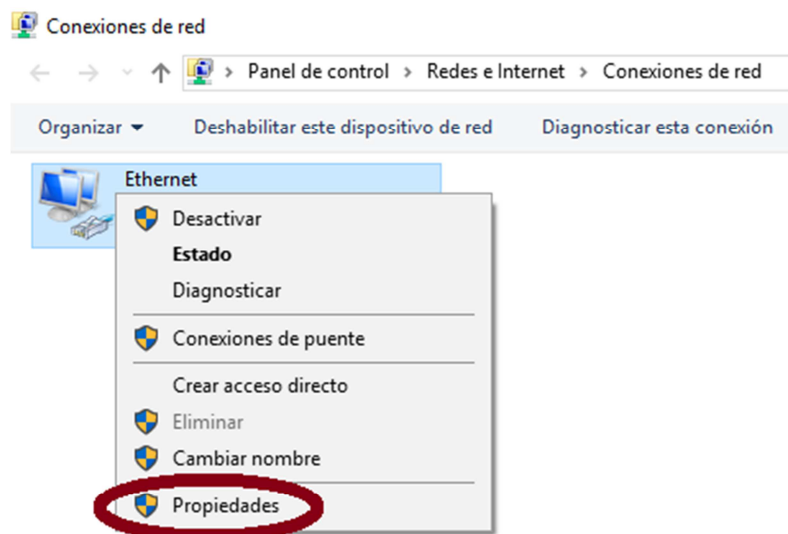 Conexiones de red
Panel de control > Redes e Internet > Conexiones de red
Organizar Deshabilitar este dispositivo de red Diagnosticar esta conexión
Ethernet
Desactivar
Estado
Diagnosticar
Conexiones de puente
Crear acceso directo
Eliminar
Cambiar nombre
Propiedades